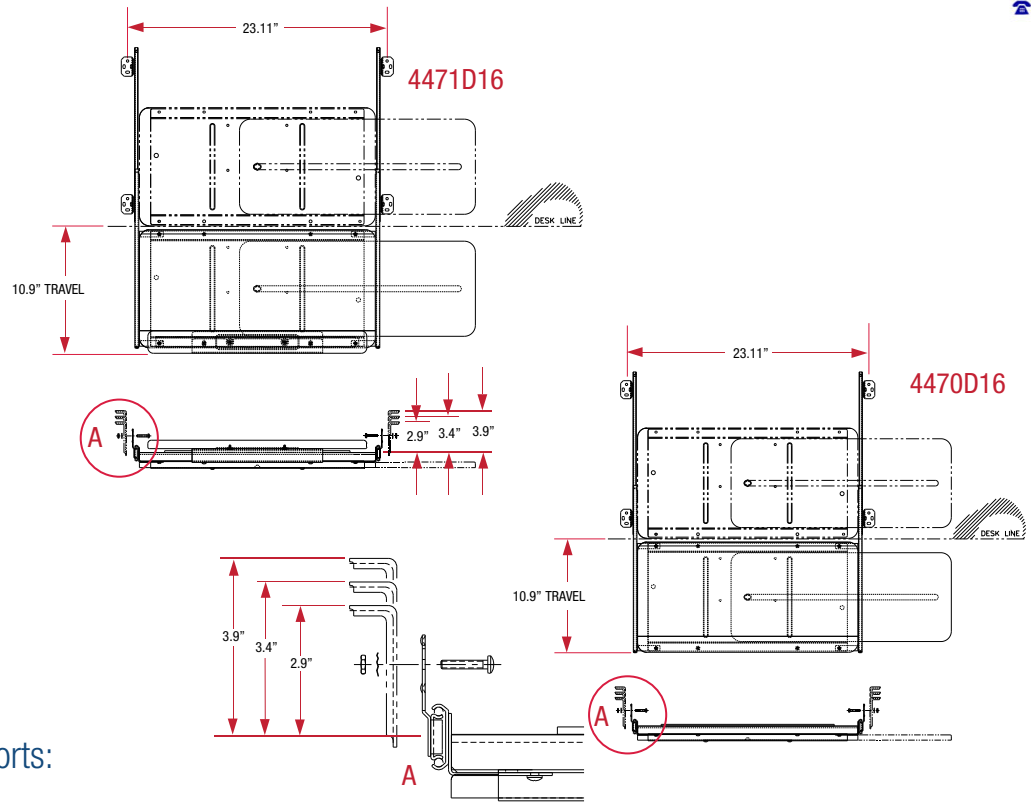 23.11”
4471D16
DESK LINE
10.9” TRAVEL
A
2.9” 3.4” 3.9”
23.11”
4470D16
DESK LINE
10.9” TRAVEL
3.9”
3.4”
2.9”
A
A
orts: